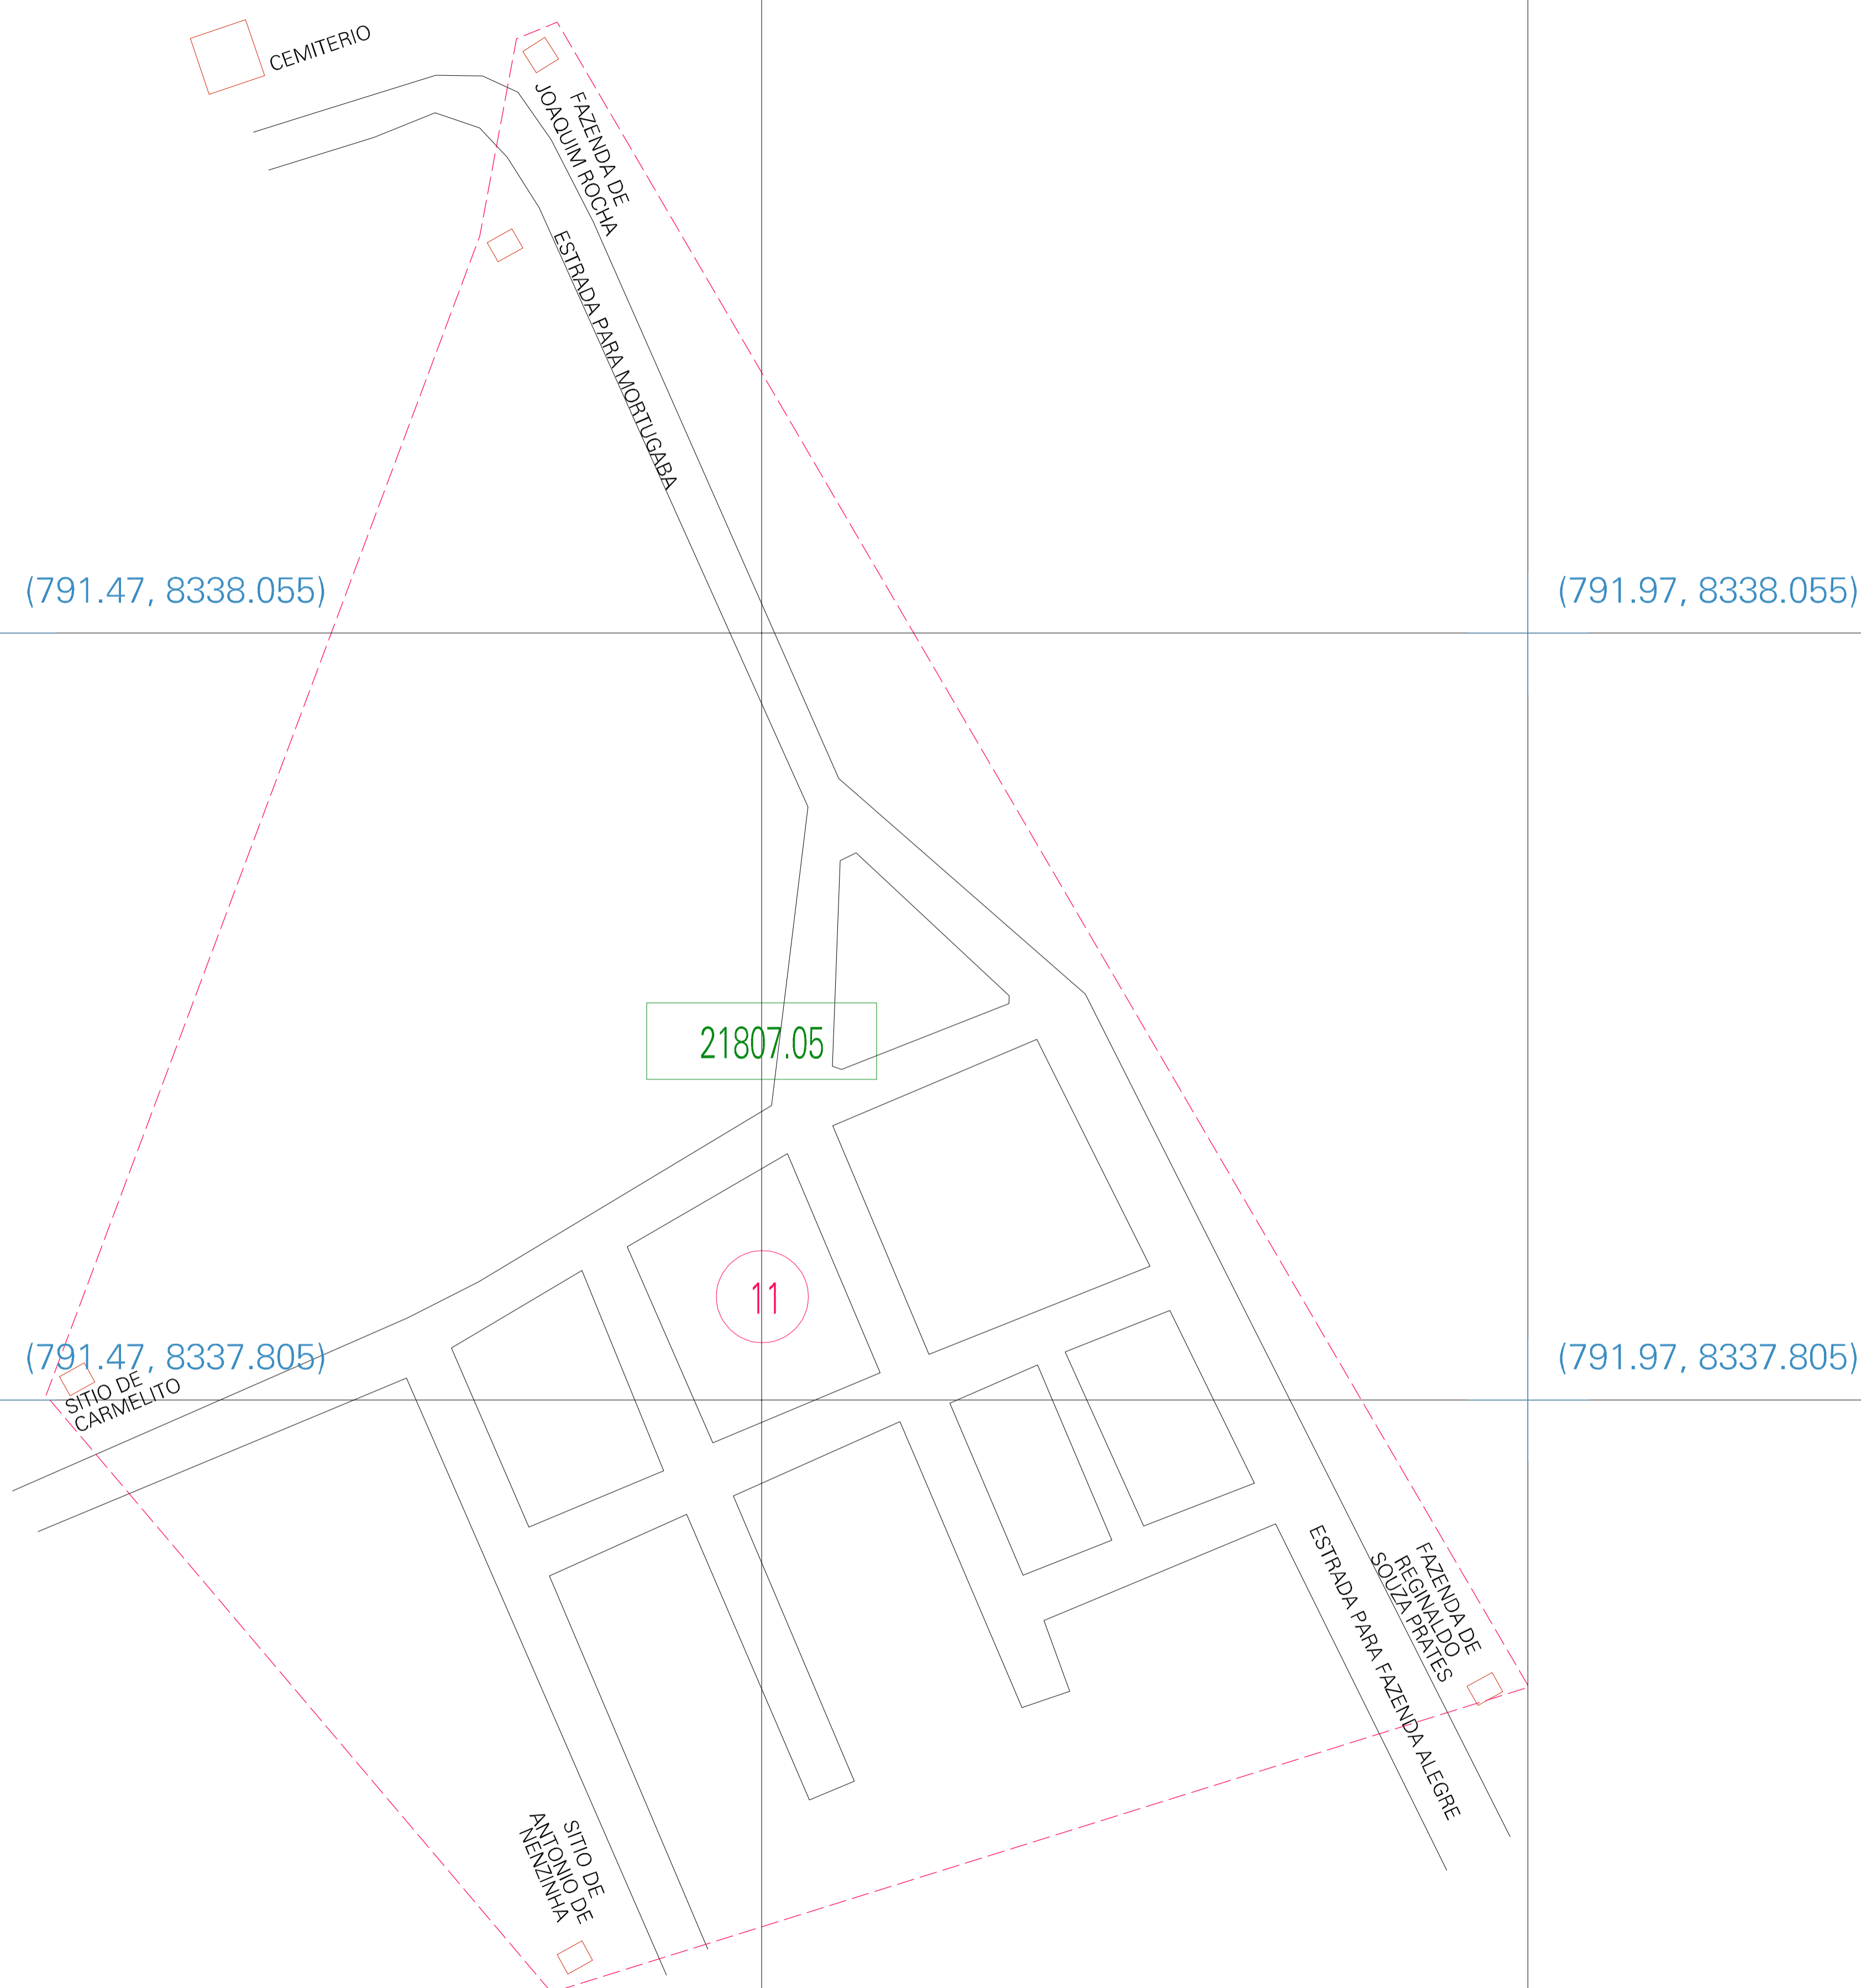 CEMITERIO
FAZENDA DE
JOAQUIM ROCHA
ESTRADA PARA MORTUGABA
(791.47, 8338.055)
(791.97, 8338.055)
21807.05
11
(791.47, 8337.805)
(791.97, 8337.805)
SITIO DE
CARMELITO
FAZENDA DE
REGINALDO
SOUZA PRATES
ESTRADA PARA FAZENDA ALEGRE
SITIO DE
ANTONIO DE
NENZINHA